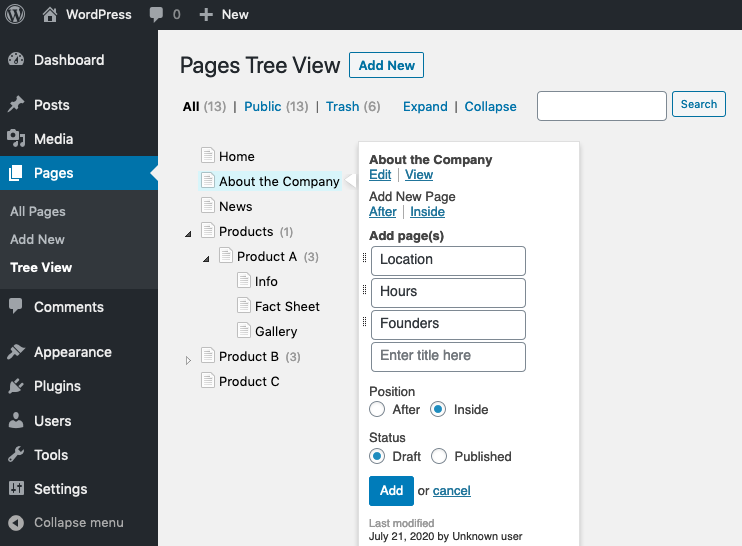 WordPress 0 New
Dashboard
Posts
Media
Pages
All Pages
Add New
Tree View
Comments
Appearance
Plugins
Users
Tools
Settings
Collapse menu
Pages Tree View Add New
All (13) | Public (13) | Trash (6) Expand | Collapse Search
Home
About the Company
News
Products (1)
Product A (3)
Info
Fact Sheet
Gallery
Product B (3)
Product C
About the Company
Edit | View
Add New Page
After | Inside
Add page(s)
Location
Hours
Founders
Enter title here
Position
After Inside
Status
Draft Published
Add or cancel
Last modified
July 21, 2020 by Unknown user